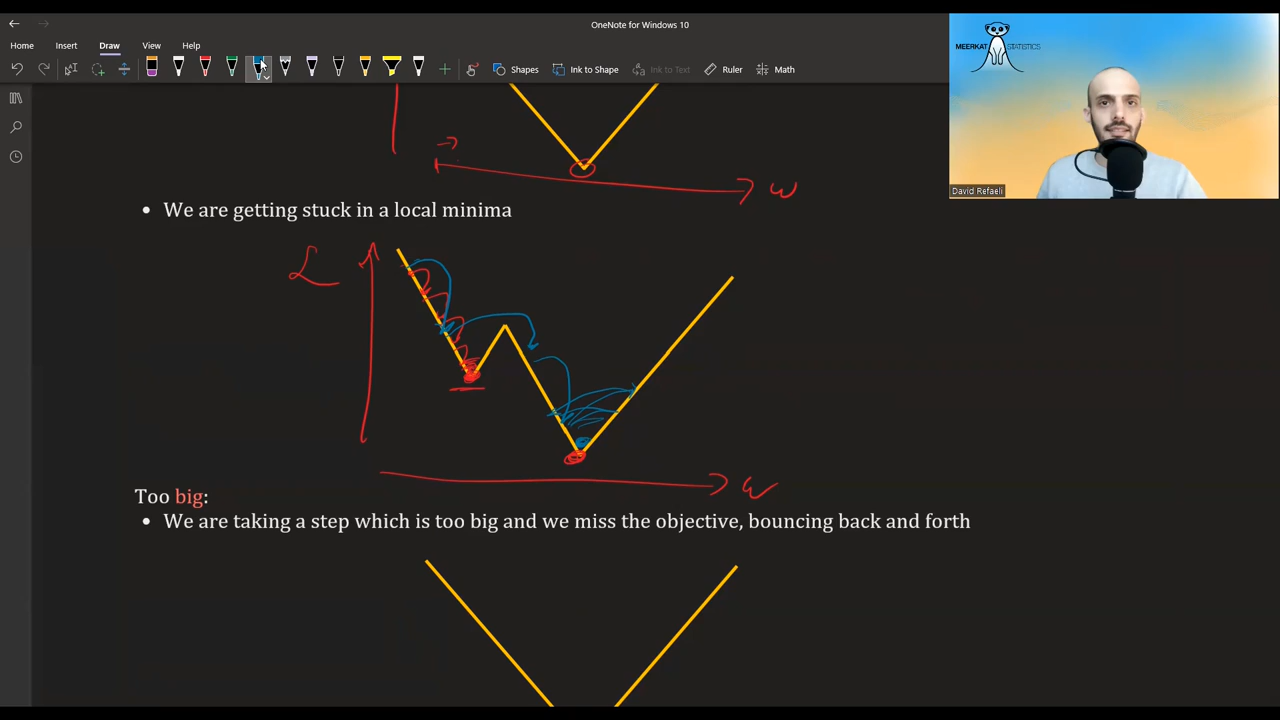 OneNote for Windows 10
Home Insert Draw View Help
Shapes Ink to Shape Ink to Text Ruler Math
MEERKAT STATISTICS
David Refaeli
w
• We are getting stuck in a local minima
L
w
Too big:
• We are taking a step which is too big and we miss the objective, bouncing back and forth